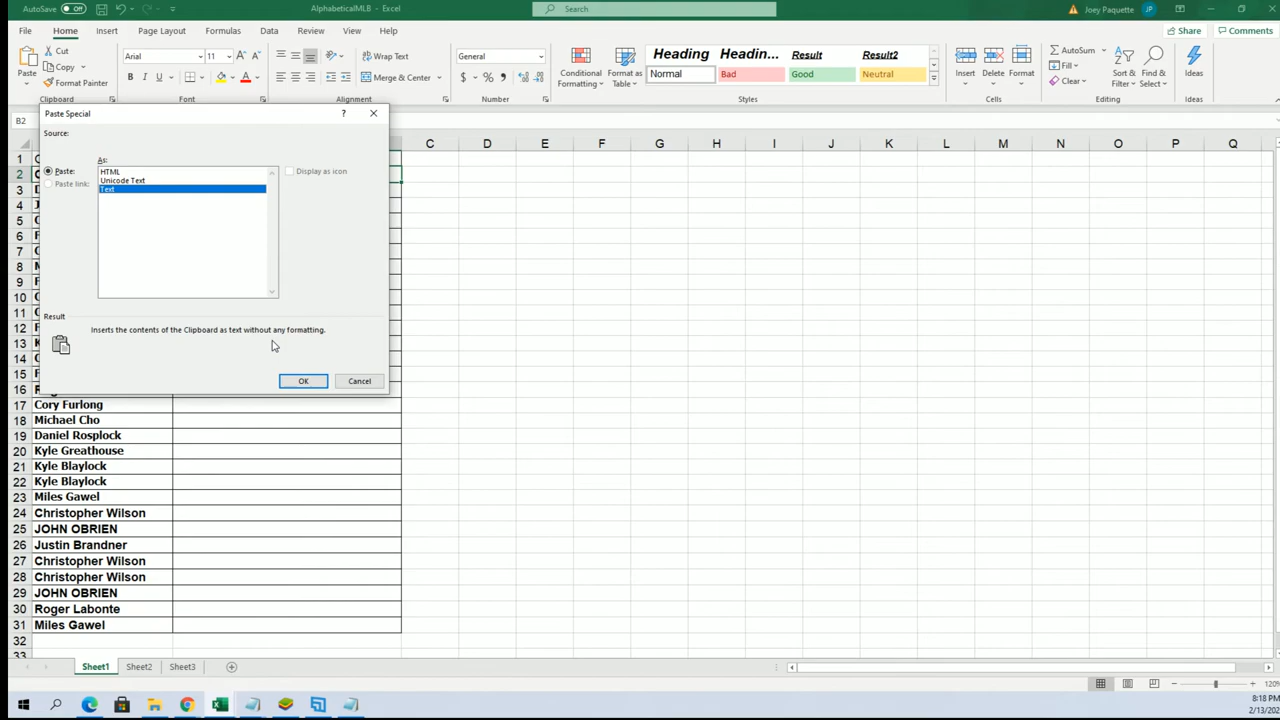 AutoSave Off AlphabeticalMLB - Excel Search Joey Paquette JP
File Home Insert Page Layout Formulas Data Review View Help Share Comments
Cut
Copy
Format Painter
Paste
Clipboard
Arial 11
Font
Wrap Text
Merge & Center
Alignment
General
Number
Conditional Formatting
Format as Table
Heading Headin... Result Result2
Normal Bad Good Neutral
Styles
Insert Delete Format
Cells
AutoSum
Fill
Clear
Sort & Filter
Find & Select
Editing
Ideas
Ideas
B2
Paste Special ? ×
Source:
As:
Paste:
Paste link:
HTML
Unicode Text
Text
Display as icon
Result
Inserts the contents of the Clipboard as text without any formatting.
OK Cancel
C D E F G H I J K L M N O P Q
1
2
3
4
5
6
7
8
9
10
11
12
13
14
15
16
17 Cory Furlong
18 Michael Cho
19 Daniel Rosplock
20 Kyle Greathouse
21 Kyle Blaylock
22 Kyle Blaylock
23 Miles Gawel
24 Christopher Wilson
25 JOHN OBRIEN
26 Justin Brandner
27 Christopher Wilson
28 Christopher Wilson
29 JOHN OBRIEN
30 Roger Labonte
31 Miles Gawel
32
33
Sheet1 Sheet2 Sheet3
120%
8:18 PM